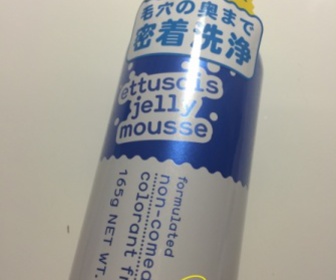 毛穴の奥まで
密着洗浄
ettusais
jelly
mousse
formulated
non-comed
colorant f
165g NET WT.